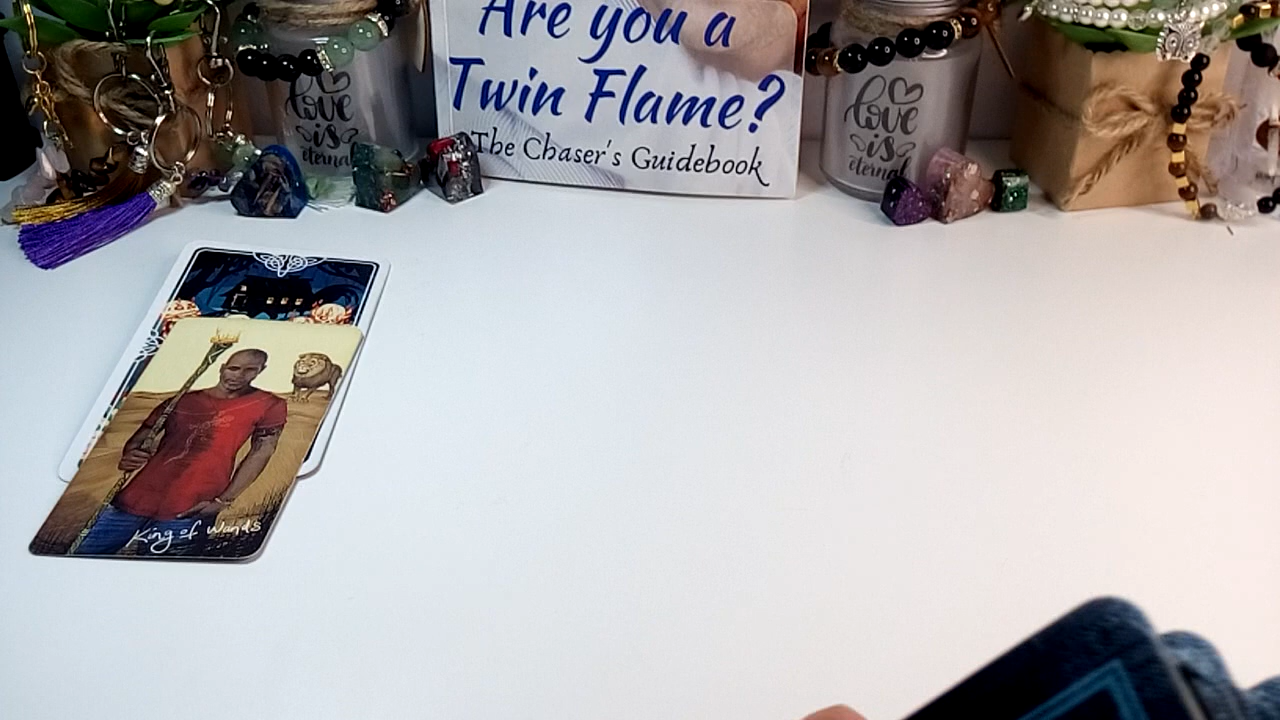 Are you a
Twin Flame?
The Chaser's Guidebook
love
is
eternal
love
is
eternal
King of Wands